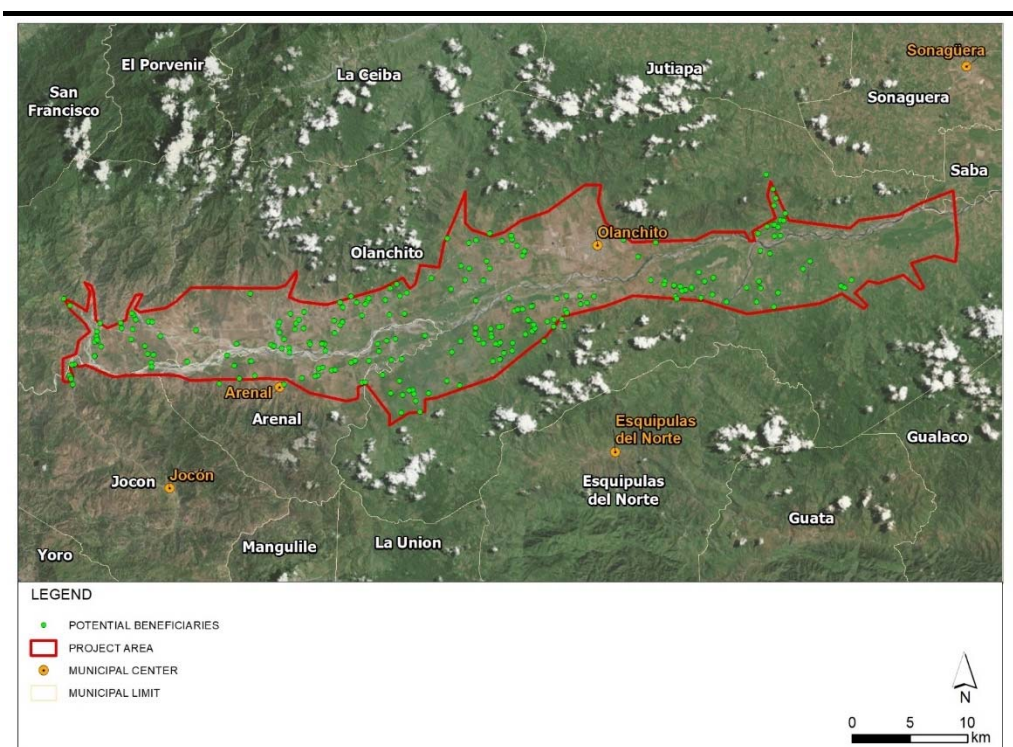 Sonagüera
El Porvenir
La Ceiba
Jutiapa
San
Francisco
Sonaguera
Saba
Olanchito
Olanchito
Arenal
Arenal
Esquipulas
del Norte
Gualaco
Jocon
Jocón
Esquipulas
del Norte
Guata
Yoro
Mangulile
La Union
LEGEND
POTENTIAL BENEFICIARIES
PROJECT AREA
MUNICIPAL CENTER
MUNICIPAL LIMIT
N
0 5 10
km